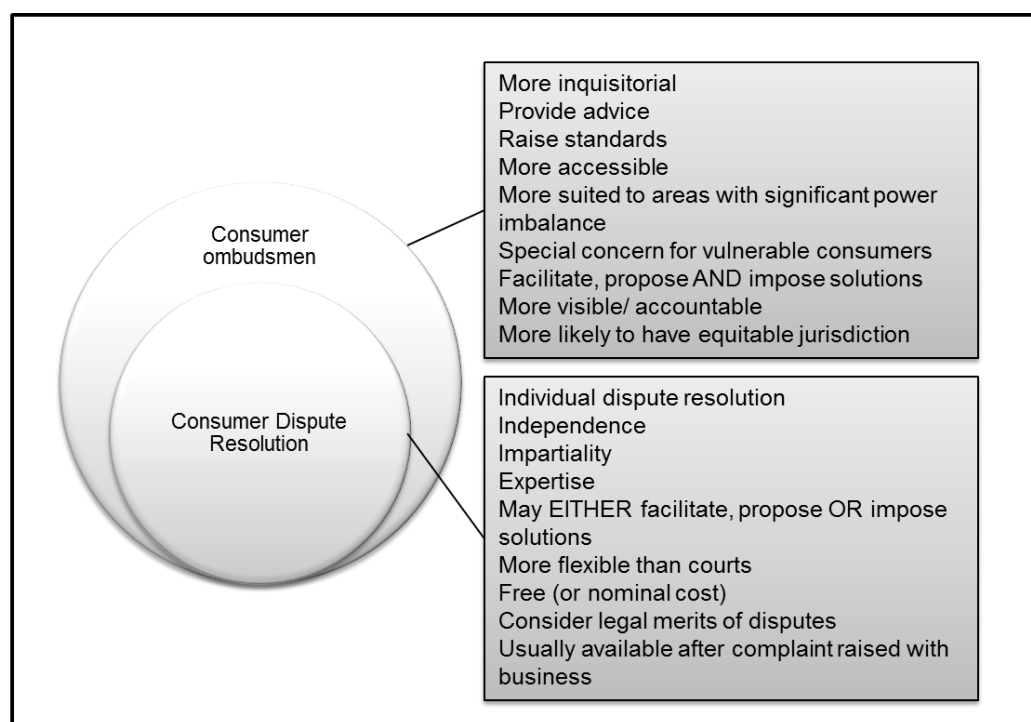 Consumer
ombudsmen
Consumer Dispute
Resolution
More inquisitorial
Provide advice
Raise standards
More accessible
More suited to areas with significant power
imbalance
Special concern for vulnerable consumers
Facilitate, propose AND impose solutions
More visible/ accountable
More likely to have equitable jurisdiction
Individual dispute resolution
Independence
Impartiality
Expertise
May EITHER facilitate, propose OR impose
solutions
More flexible than courts
Free (or nominal cost)
Consider legal merits of disputes
Usually available after complaint raised with
business